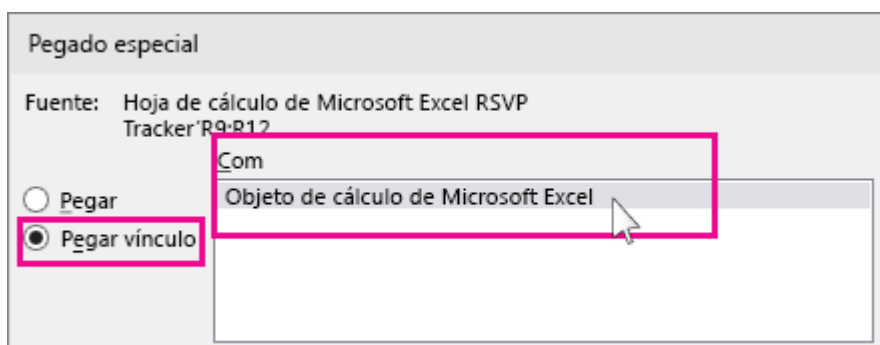 Pegado especial
Fuente: Hoja de cálculo de Microsoft Excel RSVP
Tracker'R9:R12
Com
Pegar
Objeto de cálculo de Microsoft Excel
Pegar vínculo